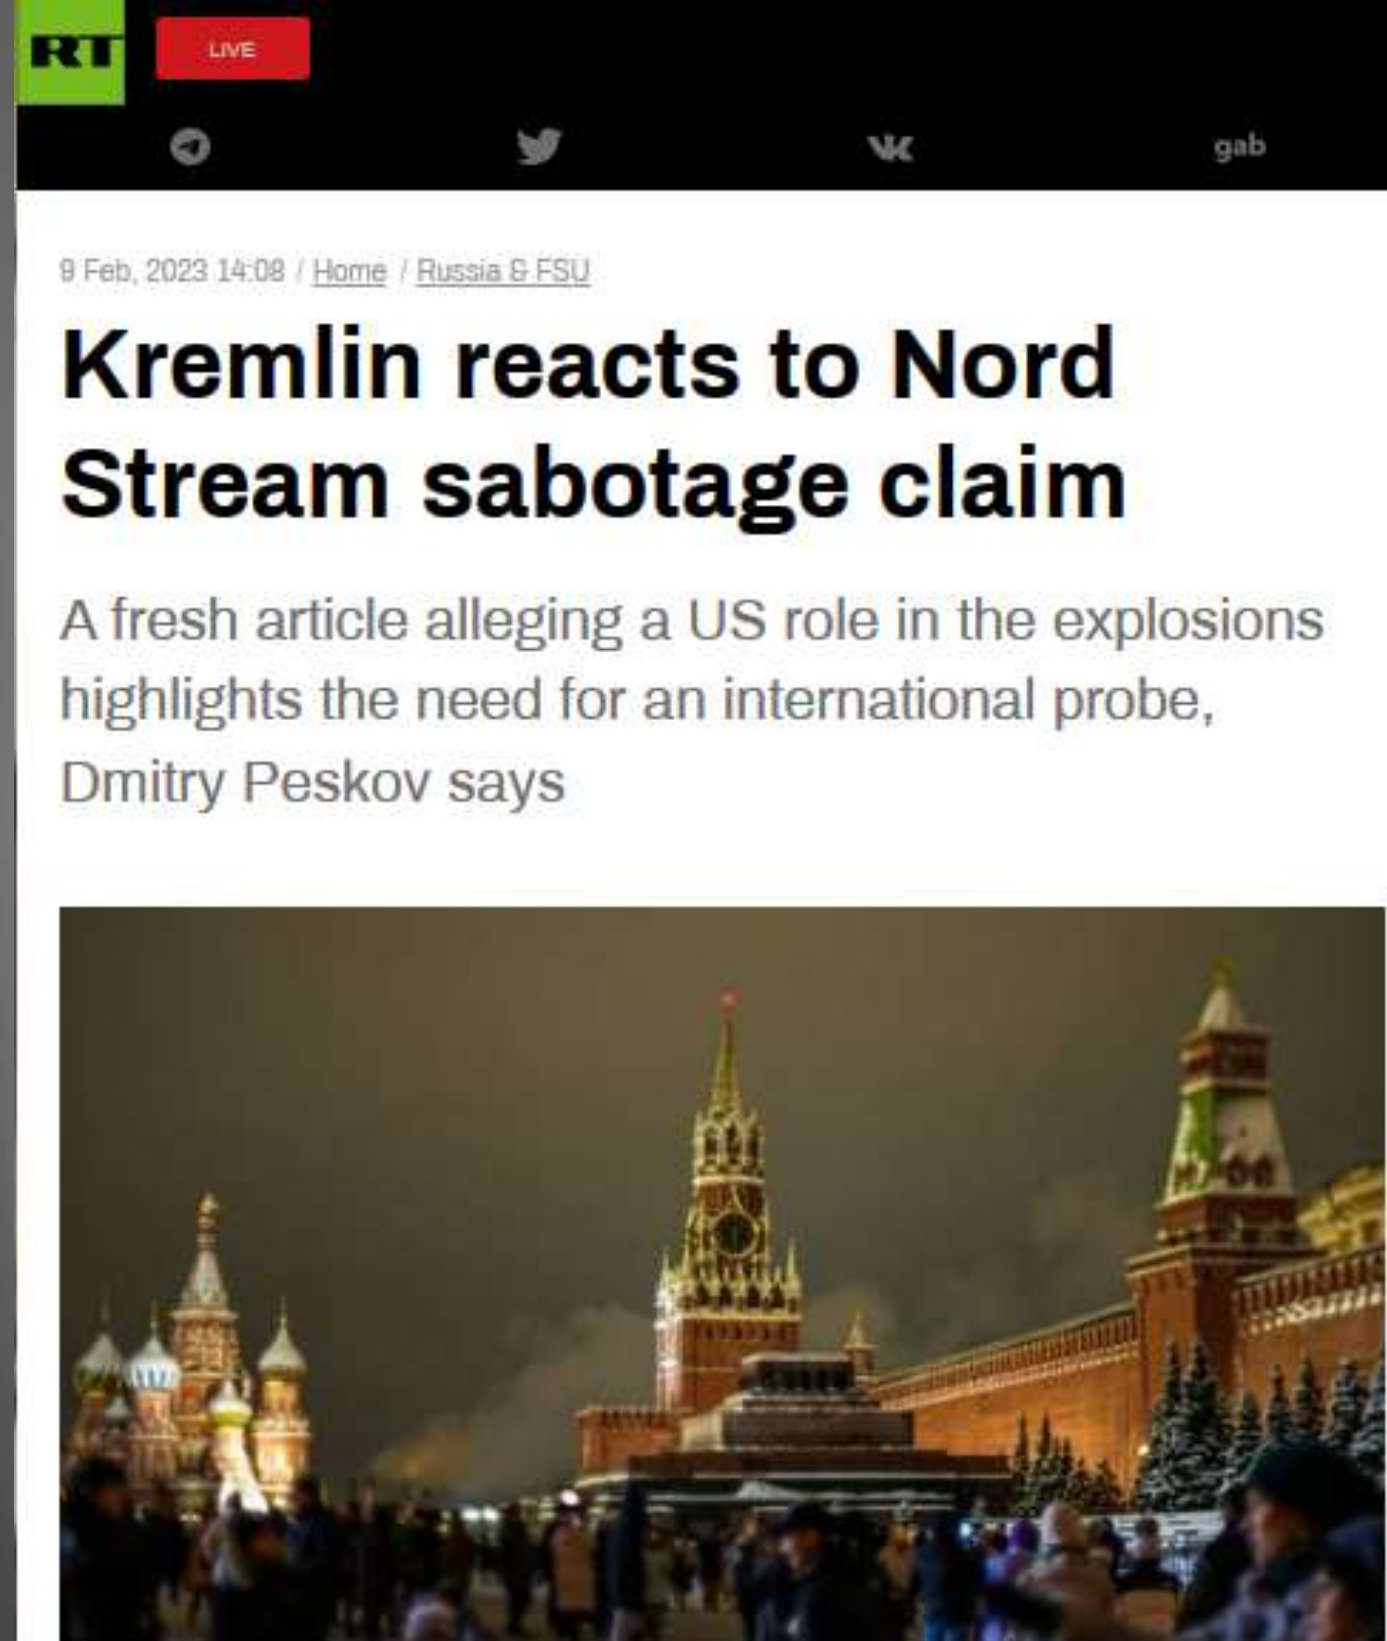 RT
LIVE
gab
9 Feb, 2023 14:08 / Home / Russia & FSU
Kremlin reacts to Nord
Stream sabotage claim
A fresh article alleging a US role in the explosions
highlights the need for an international probe,
Dmitry Peskov says